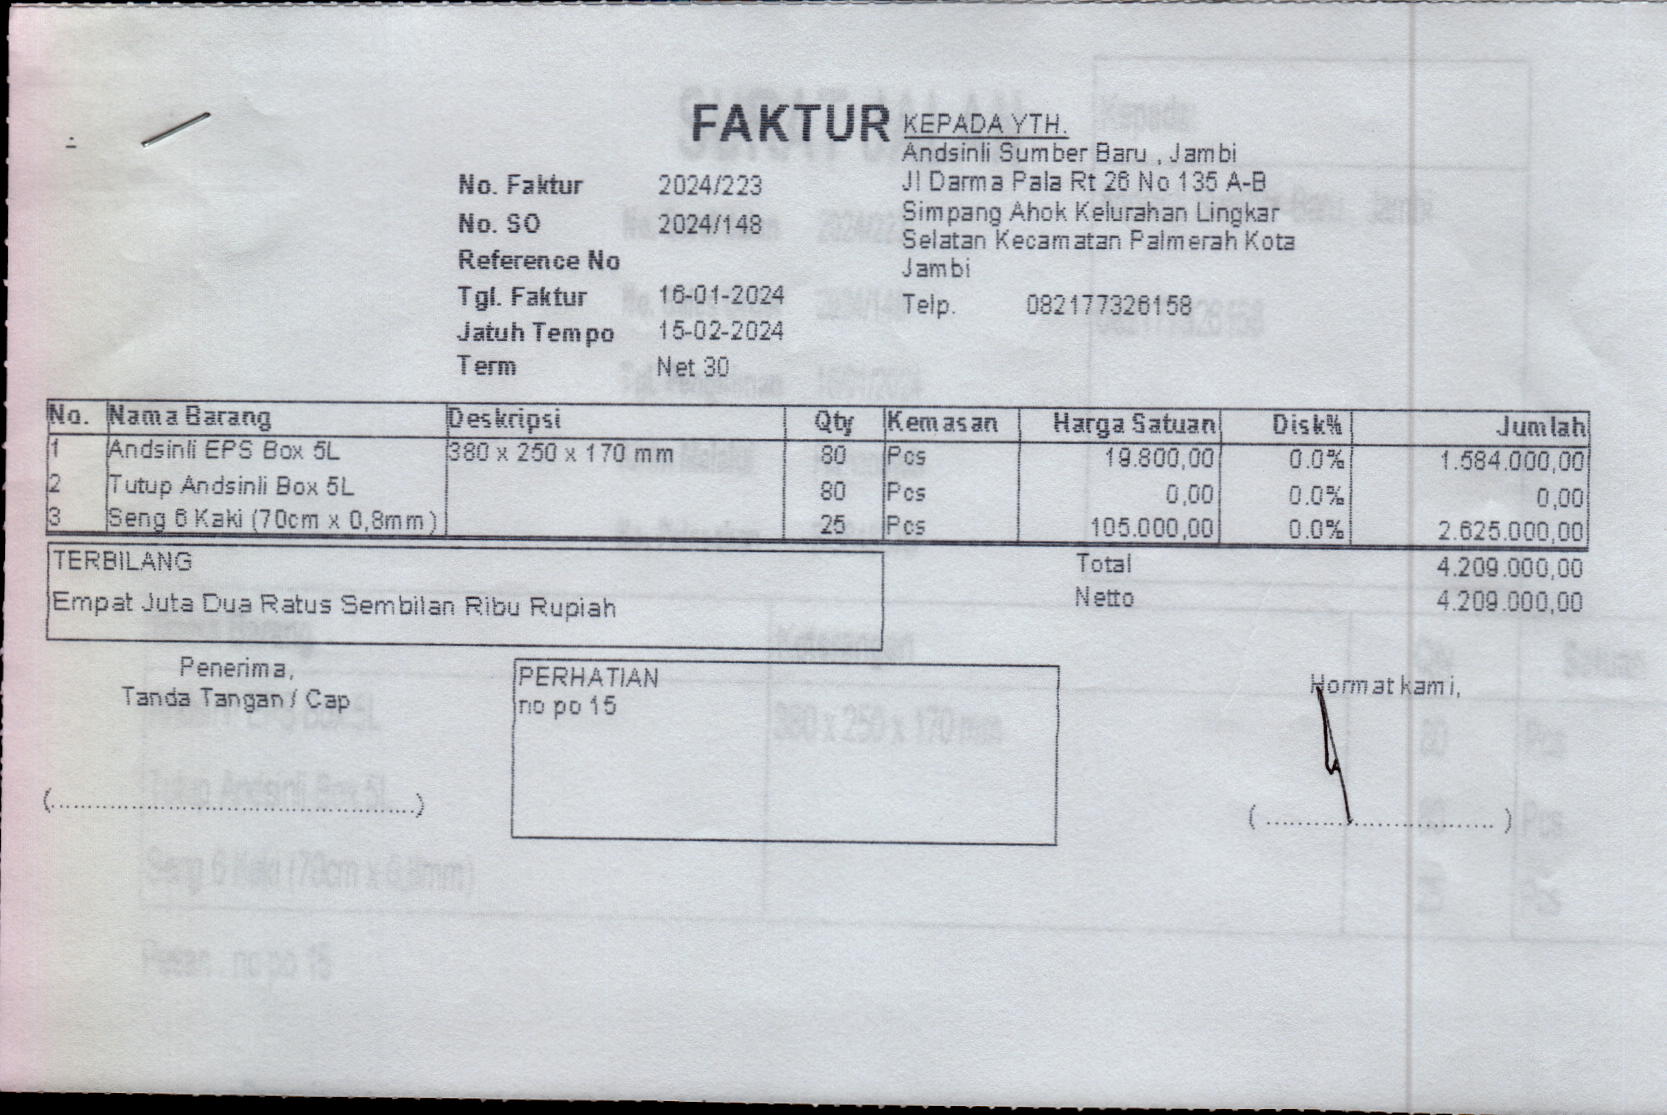 FAKTUR
KEPADA YTH.
Andsinli Sumber Baru , Jambi
Jl Darma Pala Rt 26 No 135 A-B
Simpang Ahok Kelurahan Lingkar
Selatan Kecamatan Palmerah Kota
Jambi
Telp. 082177326158
No. Faktur 2024/223
No. SO 2024/148
Reference No
Tgl. Faktur 16-01-2024
Jatuh Tempo 15-02-2024
Term Net 30
No. Nama Barang Deskripsi Qty Kemasan Harga Satuan Disk% Jumlah
1 Andsinli EPS Box 5L 380 x 250 x 170 mm 80 Pcs 19.800,00 0.0% 1.584.000,00
2 Tutup Andsinli Box 5L 80 Pcs 0,00 0.0% 0,00
3 Seng 6 Kaki (70cm x 0,8mm) 25 Pcs 105.000,00 0.0% 2.625.000,00
TERBILANG
Empat Juta Dua Ratus Sembilan Ribu Rupiah
Total 4.209.000,00
Netto 4.209.000,00
Penerima,
Tanda Tangan / Cap
PERHATIAN
no po 15
Hormat kami,